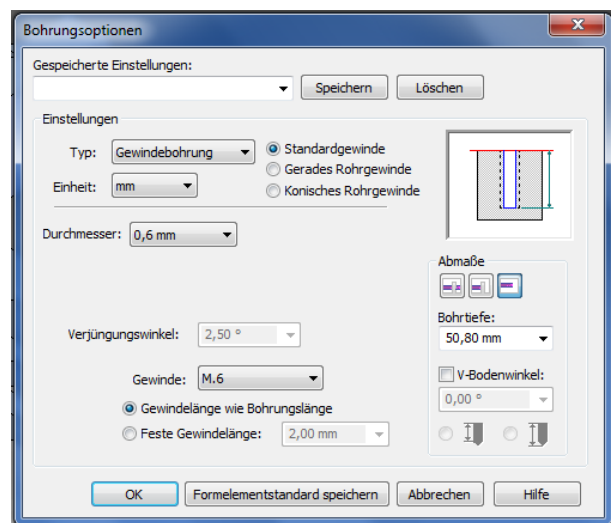 Bohrungsoptionen
Gespeicherte Einstellungen:
Speichern
Löschen
Einstellungen
Typ: Gewindebohrung
Standardgewinde
Gerades Rohrgewinde
Einheit: mm
Konisches Rohrgewinde
Durchmesser: 0,6 mm
Abmaße
Bohrtiefe:
50,80 mm
Verjüngungswinkel: 2,50 °
V-Bodenwinkel:
0,00 °
Gewinde: M.6
Gewindelänge wie Bohrungslänge
Feste Gewindelänge: 2,00 mm
OK
Formelementstandard speichern
Abbrechen
Hilfe